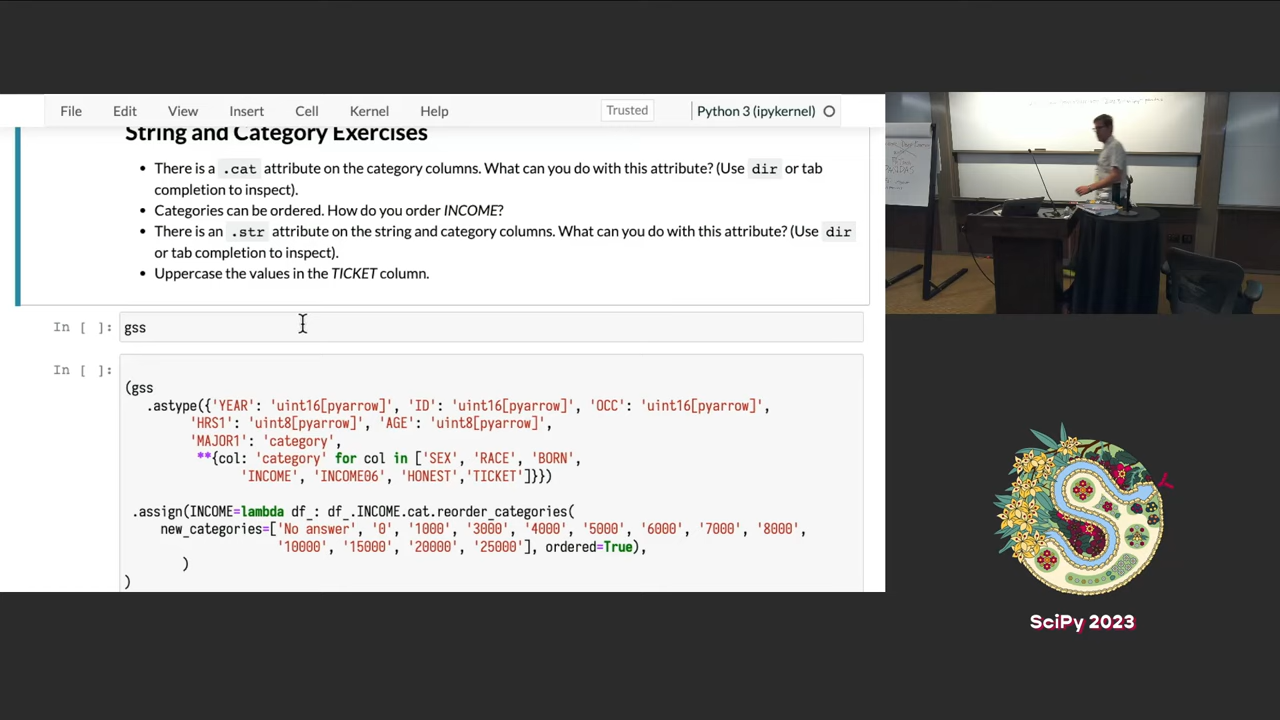 File Edit View Insert Cell Kernel Help Trusted Python 3 (ipykernel)
String and Category Exercises
• There is a .cat attribute on the category columns. What can you do with this attribute? (Use dir or tab
completion to inspect).
• Categories can be ordered. How do you order INCOME?
• There is an .str attribute on the string and category columns. What can you do with this attribute? (Use dir
or tab completion to inspect).
• Uppercase the values in the TICKET column.
In [ ]: gss
In [ ]:
(gss
.astype({'YEAR': 'uint16[pyarrow]', 'ID': 'uint16[pyarrow]', 'OCC': 'uint16[pyarrow]',
'HRS1': 'uint8[pyarrow]', 'AGE': 'uint8[pyarrow]',
'MAJOR1': 'category',
**{col: 'category' for col in ['SEX', 'RACE', 'BORN',
'INCOME', 'INCOME06', 'HONEST','TICKET']}})
.assign(INCOME=lambda df_: df_.INCOME.cat.reorder_categories(
new_categories=['No answer', '0', '1000', '3000', '4000', '5000', '6000', '7000', '8000',
'10000', '15000', '20000', '25000'], ordered=True),
)
)
SciPy 2023